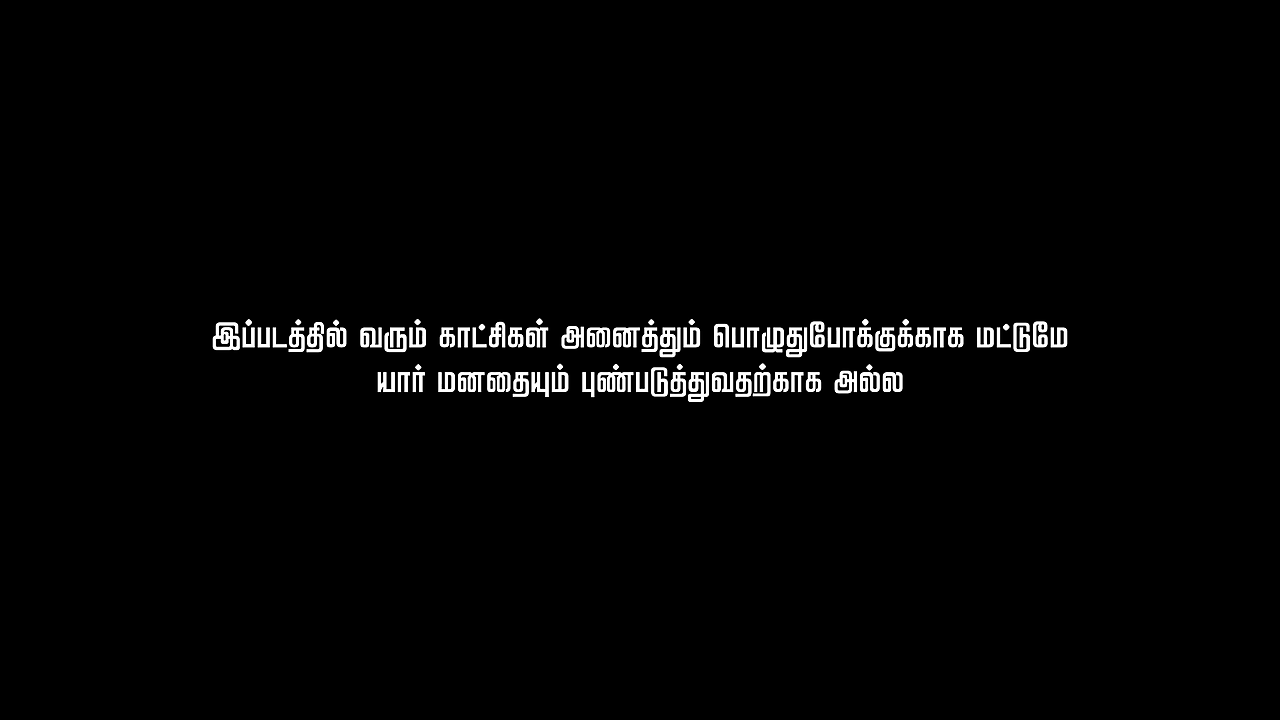 இப்படத்தில் வரும் காட்சிகள் அனைத்தும் பொழுதுபோக்குக்காக மட்டுமே
யார் மனதையும் புண்படுத்துவதற்காக அல்ல